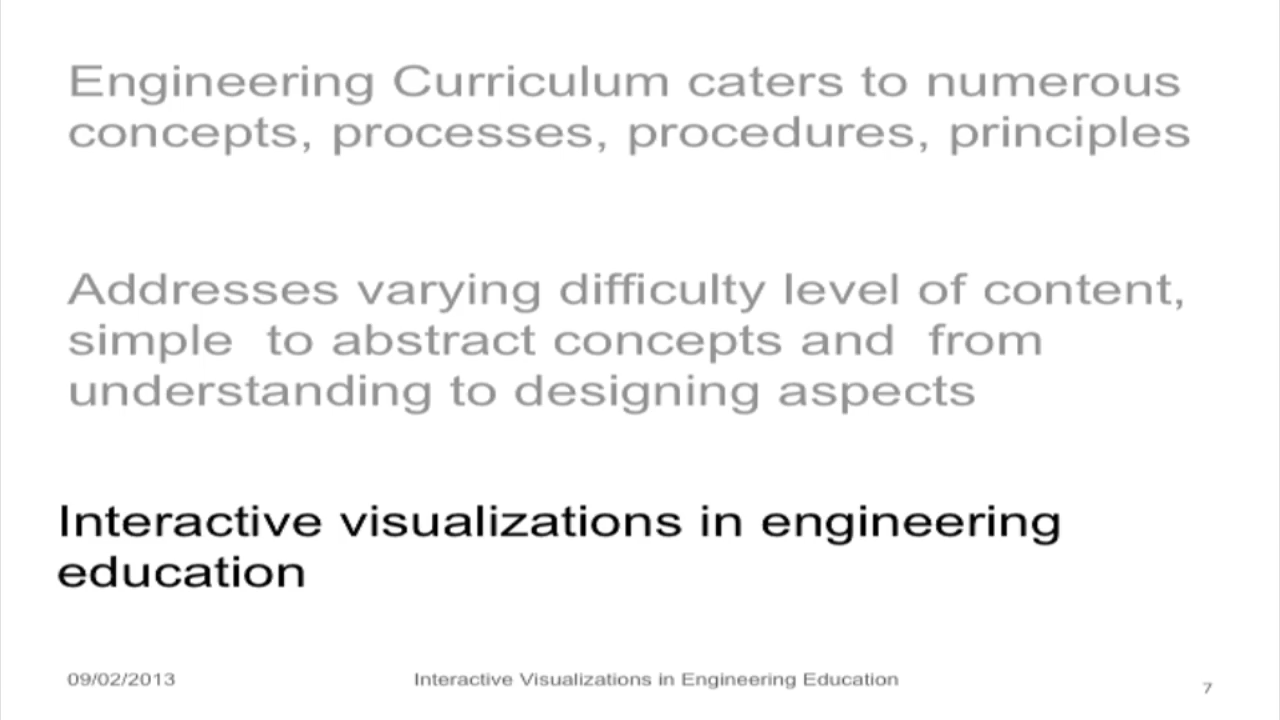 Engineering Curriculum caters to numerous
concepts, processes, procedures, principles
Addresses varying difficulty level of content,
simple to abstract concepts and from
understanding to designing aspects
Interactive visualizations in engineering
education
09/02/2013
Interactive Visualizations in Engineering Education
7